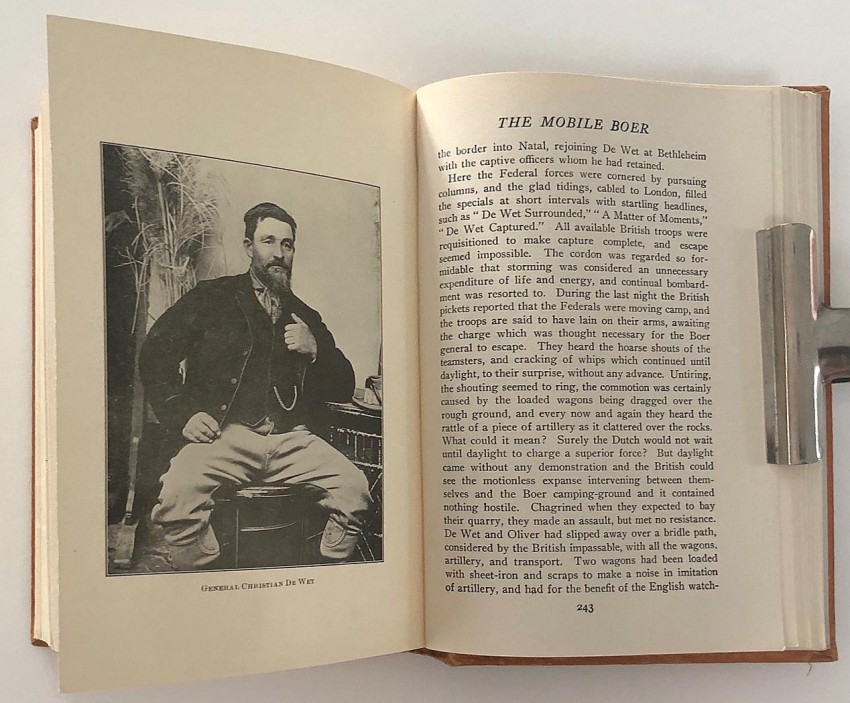 GENERAL CHRISTIAN DE WET
THE MOBILE BOER
the border into Natal, rejoining De Wet at Bethleheim
with the captive officers whom he had retained.
Here the Federal forces were cornered by pursuing
columns, and the glad tidings, cabled to London, filled
the specials at short intervals with startling headlines,
such as “ De Wet Surrounded,” “ A Matter of Moments,”
“ De Wet Captured.” All available British troops were
requisitioned to make capture complete, and escape
seemed impossible. The cordon was regarded so for-
midable that storming was considered an unnecessary
expenditure of life and energy, and continual bombard-
ment was resorted to. During the last night the British
pickets reported that the Federals were moving camp, and
the troops are said to have lain on their arms, awaiting
the charge which was thought necessary for the Boer
general to escape. They heard the hoarse shouts of the
teamsters, and cracking of whips which continued until
daylight, to their surprise, without any advance. Untiring,
the shouting seemed to ring, the commotion was certainly
caused by the loaded wagons being dragged over the
rough ground, and every now and again they heard the
rattle of a piece of artillery as it clattered over the rocks.
What could it mean? Surely the Dutch would not wait
until daylight to charge a superior force? But daylight
came without any demonstration and the British could
see the motionless expanse intervening between them-
selves and the Boer camping-ground and it contained
nothing hostile. Chagrined when they expected to bay
their quarry, they made an assault, but met no resistance.
De Wet and Oliver had slipped away over a bridle path,
considered by the British impassable, with all the wagons,
artillery, and transport. Two wagons had been loaded
with sheet-iron and scraps to make a noise in imitation
of artillery, and had for the benefit of the English watch-
243